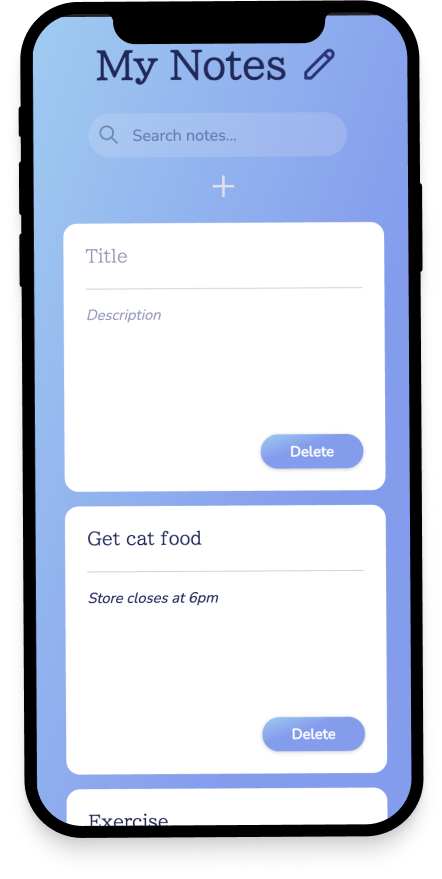 My Notes
Search notes...
Title
Description
Delete
Get cat food
Store closes at 6pm
Delete
Exercise